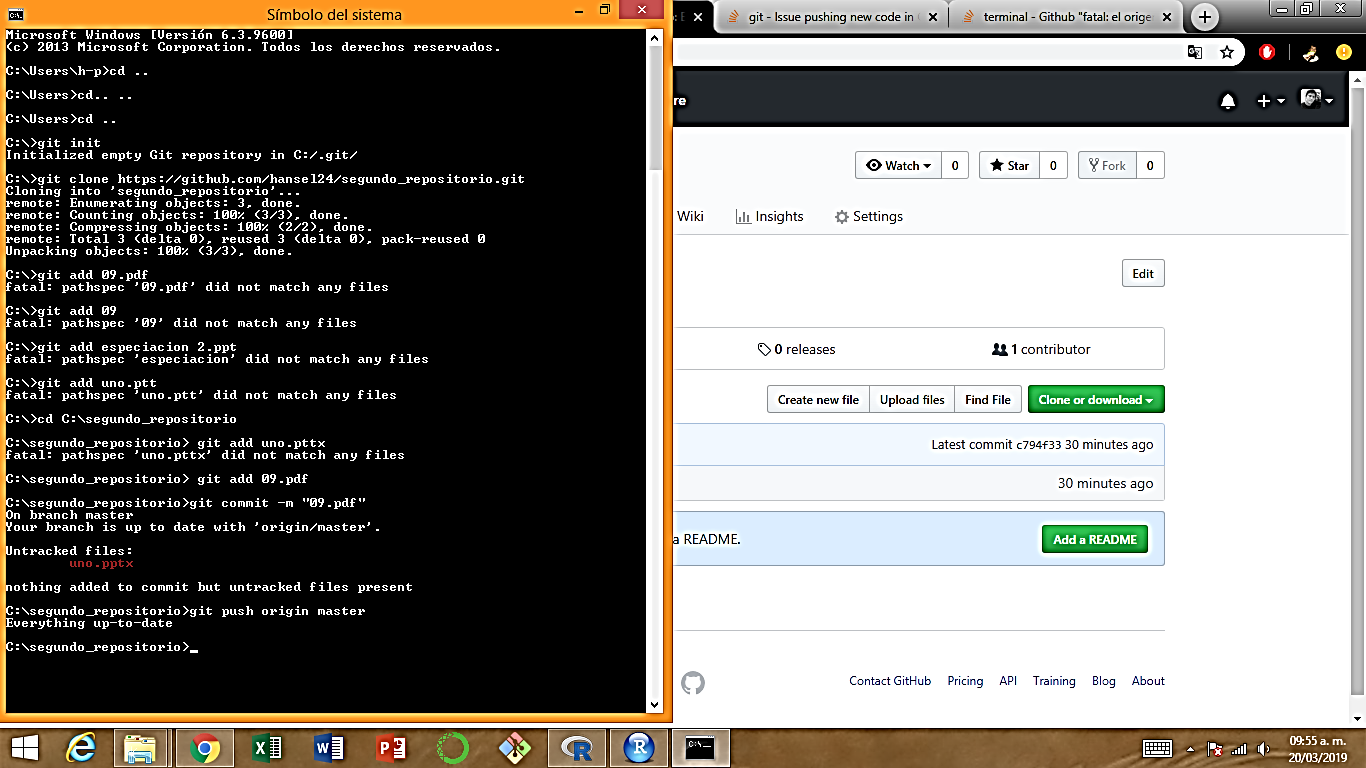 Símbolo del sistema
Microsoft Windows [Versión 6.3.9600]
(c) 2013 Microsoft Corporation. Todos los derechos reservados.
C:\Users\h-p>cd ..
C:\Users>cd.. ..
C:\Users>cd ..
C:\>git init
Initialized empty Git repository in C:/.git/
C:\>git clone https://github.com/hansel24/segundo_repositorio.git
Cloning into 'segundo_repositorio'...
remote: Enumerating objects: 3, done.
remote: Counting objects: 100% (3/3), done.
remote: Compressing objects: 100% (2/2), done.
remote: Total 3 (delta 0), reused 3 (delta 0), pack-reused 0
Unpacking objects: 100% (3/3), done.
C:\>git add 09.pdf
fatal: pathspec '09.pdf' did not match any files
C:\>git add 09
fatal: pathspec '09' did not match any files
C:\>git add especiacion 2.ppt
fatal: pathspec 'especiacion' did not match any files
C:\>git add uno.ptt
fatal: pathspec 'uno.ptt' did not match any files
C:\>cd C:\segundo_repositorio
C:\segundo_repositorio> git add uno.pttx
fatal: pathspec 'uno.pttx' did not match any files
C:\segundo_repositorio> git add 09.pdf
C:\segundo_repositorio>git commit -m "09.pdf"
On branch master
Your branch is up to date with 'origin/master'.
Untracked files:
uno.pptx
nothing added to commit but untracked files present
C:\segundo_repositorio>git push origin master
Everything up-to-date
C:\segundo_repositorio>
git - Issue pushing new code in
terminal - Github "fatal: el orige
re
Watch 0 Star 0 Fork 0
Wiki Insights Settings
Edit
0 releases 1 contributor
Create new file Upload files Find File Clone or download
Latest commit c794f33 30 minutes ago
30 minutes ago
a README. Add a README
Contact GitHub Pricing API Training Blog About
09:55 a. m.
20/03/2019